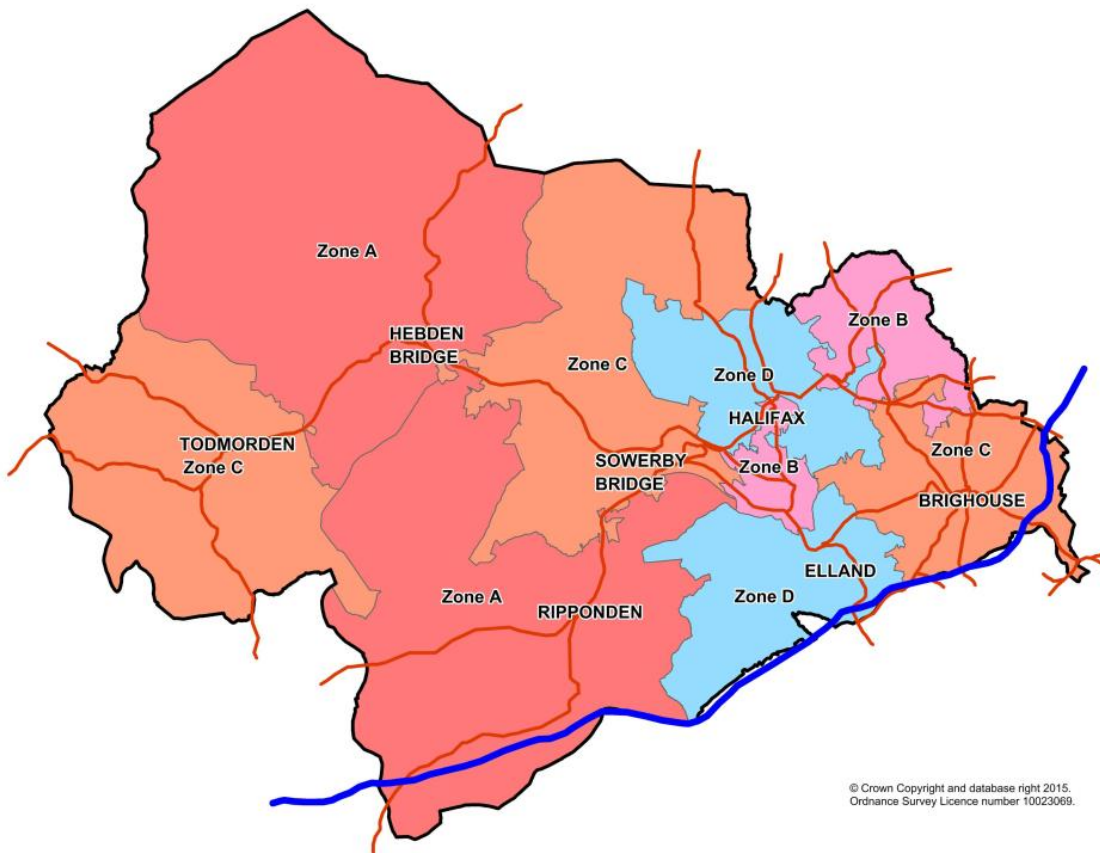 Zone A
Zone B
HEBDEN
BRIDGE
Zone C
Zone D
HALIFAX
TODMORDEN
Zone C
SOWERBY
BRIDGE
Zone B
Zone C
BRIGHOUSE
ELLAND
Zone A
Zone D
RIPPONDEN
© Crown Copyright and database right 2015.
Ordnance Survey Licence number 10023069.